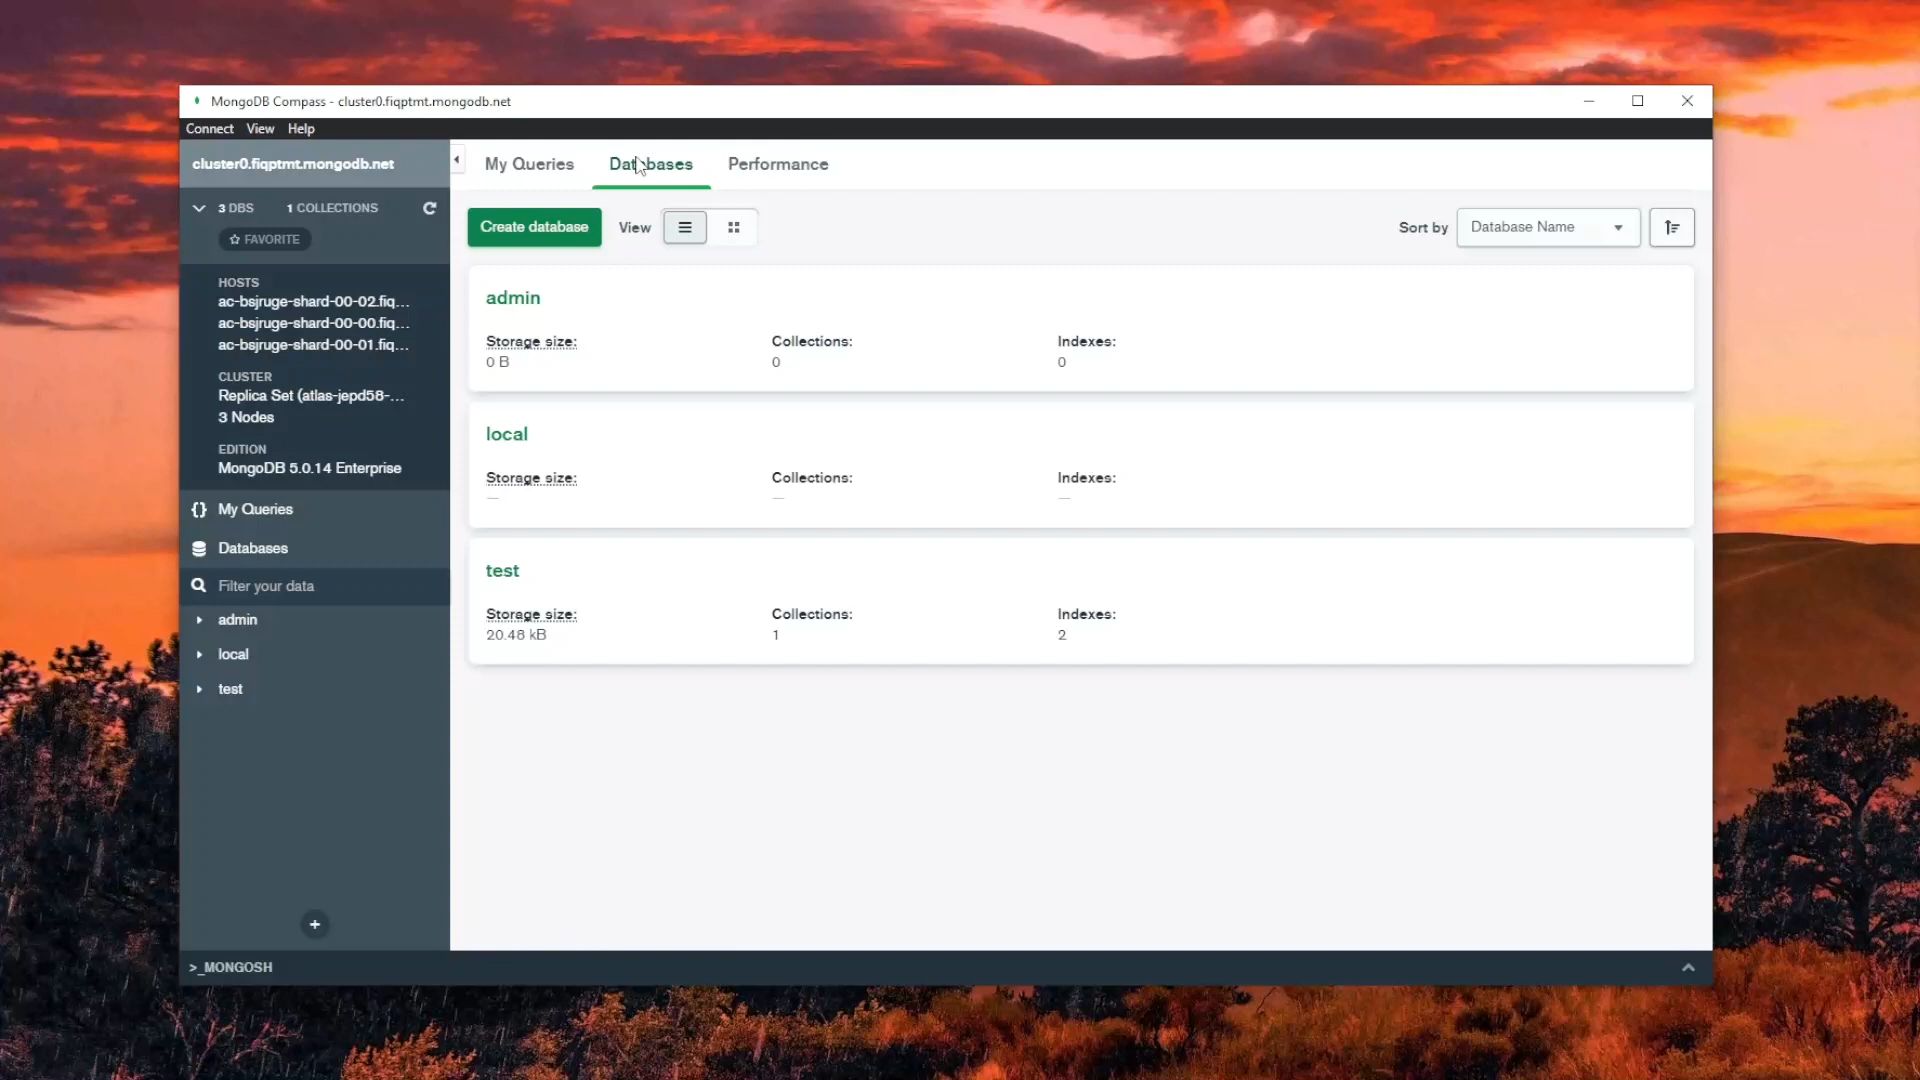 MongoDB Compass - cluster0.fiqptmt.mongodb.net
Connect View Help
cluster0.fiqptmt.mongodb.net
My Queries Databases Performance
3 DBS 1 COLLECTIONS
FAVORITE
Create database View Sort by Database Name
HOSTS
ac-bsjruge-shard-00-02.fiq...
ac-bsjruge-shard-00-00.fiq...
ac-bsjruge-shard-00-01.fiq...
CLUSTER
Replica Set (atlas-jepd58-...
3 Nodes
EDITION
MongoDB 5.0.14 Enterprise
{} My Queries
Databases
Filter your data
admin
local
test
admin
Storage size: Collections: Indexes:
0 B 0 0
local
Storage size: Collections: Indexes:
— — —
test
Storage size: Collections: Indexes:
20.48 kB 1 2
+
>_MONGOSH